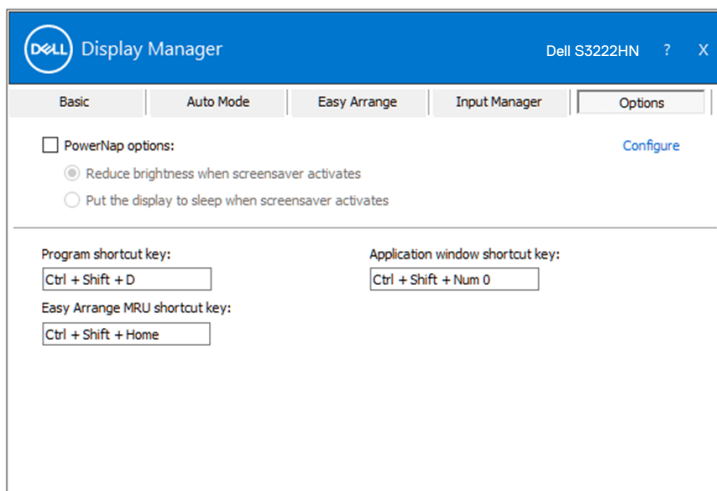 DELL Display Manager Dell S3222HN ? X
Basic Auto Mode Easy Arrange Input Manager Options
PowerNap options: Configure
Reduce brightness when screensaver activates
Put the display to sleep when screensaver activates
Program shortcut key: Application window shortcut key:
Ctrl + Shift + D Ctrl + Shift + Num 0
Easy Arrange MRU shortcut key:
Ctrl + Shift + Home